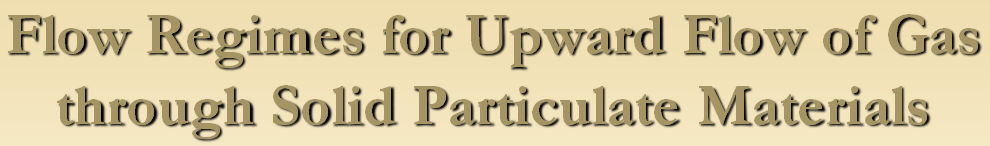 Flow Regimes for Upward Flow of Gas
through Solid Particulate Materials